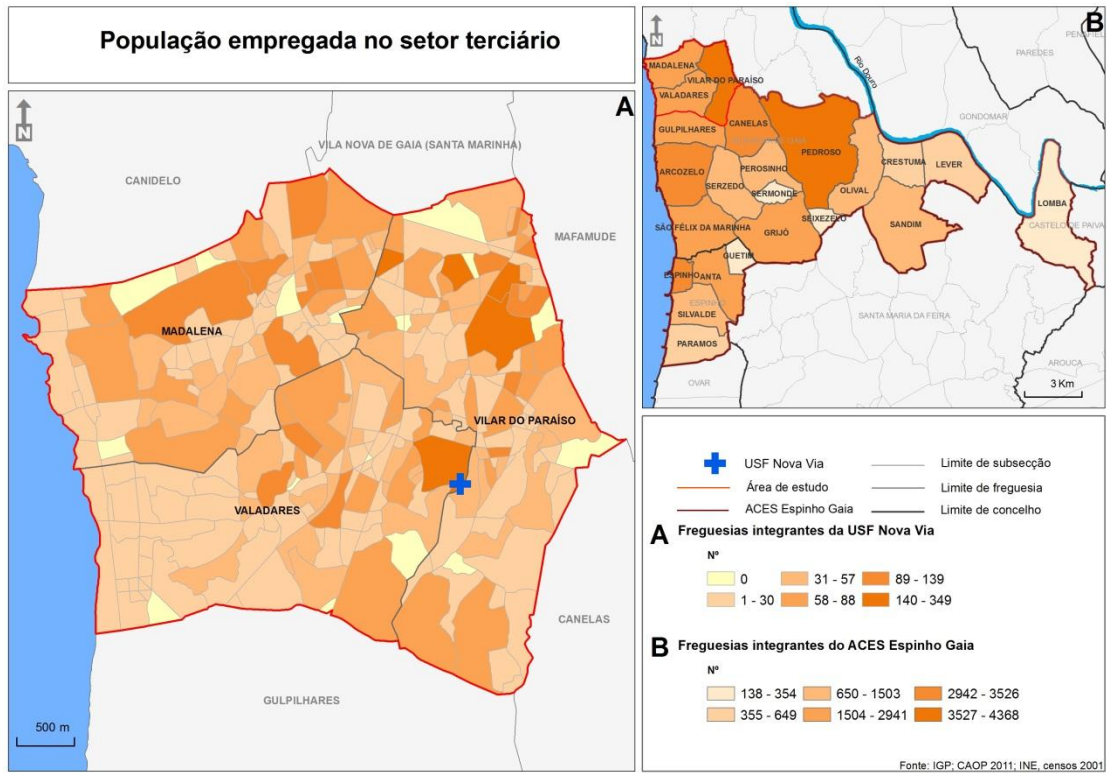 População empregada no setor terciário
A
N
VILA NOVA DE GAIA (SANTA MARINHA)
CANIDELO
MAFAMUDE
MADALENA
VILAR DO PARAÍSO
VALADARES
CANELAS
GULPILHARES
500 m
B
N
PENAFIEL
PAREDES
Rio Douro
MADALENA
VILAR DO PARAÍSO
VALADARES
GONDOMAR
GULPILHARES
CANELAS
PEDROSO
CRESTUMA
LEVER
ARCOZELO
PEROSINHO
SERZEDO
SERMONDE
OLIVAL
LOMBA
SEIXEZELO
SÃO FÉLIX DA MARINHA
GRIJÓ
SANDIM
CASTELO DE PAIVA
GUETIM
ESPINHO
ANTA
ESPINHO
SILVALDE
SANTA MARIA DA FEIRA
PARAMOS
AROUCA
OVAR
3 Km
USF Nova Via
Limite de subsecção
Área de estudo
Limite de freguesia
ACES Espinho Gaia
Limite de concelho
A Freguesias integrantes da USF Nova Via
Nº
0
31 - 57
89 - 139
1 - 30
58 - 88
140 - 349
B Freguesias integrantes do ACES Espinho Gaia
Nº
138 - 354
650 - 1503
2942 - 3526
355 - 649
1504 - 2941
3527 - 4368
Fonte: IGP; CAOP 2011; INE, censos 2001